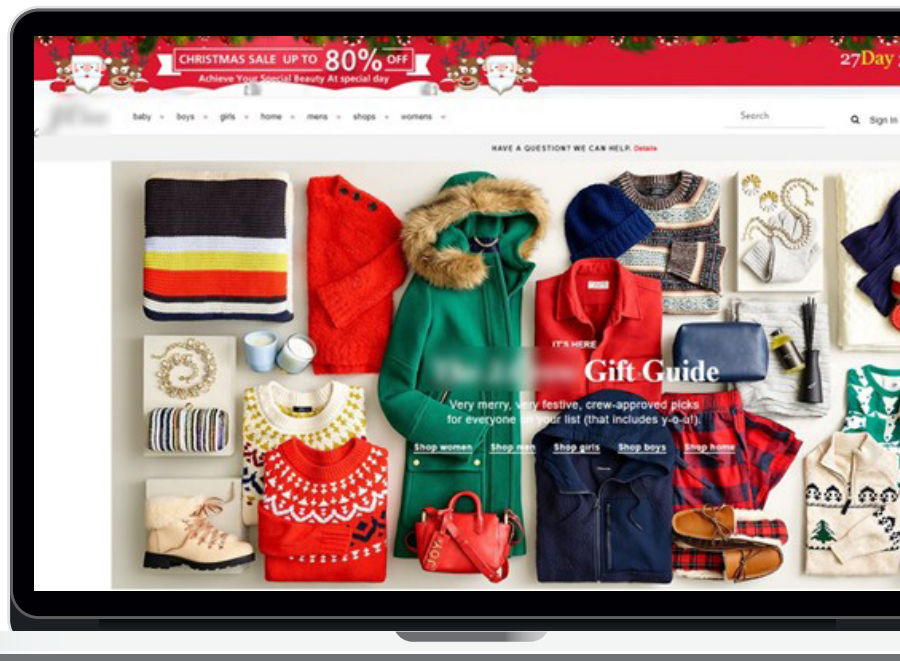 CHRISTMAS SALE UP TO 80% OFF
Achieve Your Special Beauty At special day
27Day
baby boys girls home mens shops womens
Search
Sign In
HAVE A QUESTION? WE CAN HELP. Details
IT'S HERE
Gift Guide
Very merry, very festive, crew-approved picks
for everyone on your list (that includes y-o-u!).
Shop women Shop men Shop girls Shop boys Shop home
JOY